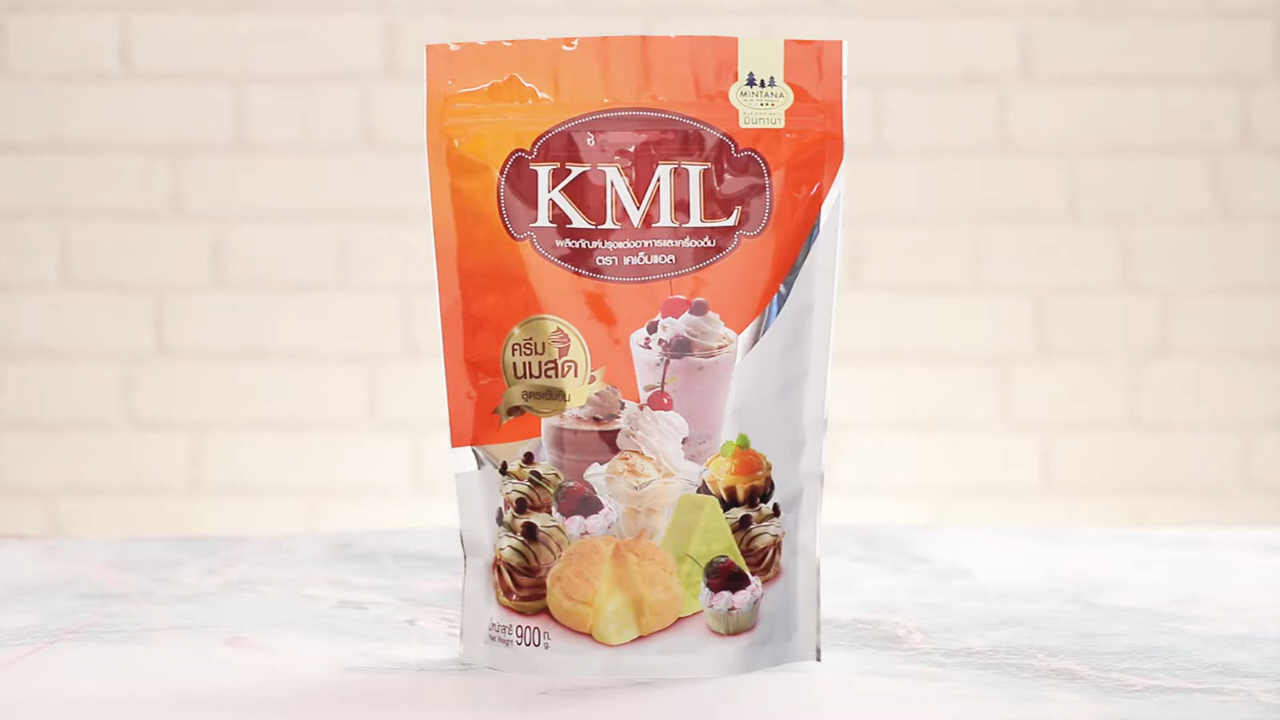 MINTANA
มินทานา
KML
ผลิตภัณฑ์ปรุงแต่งอาหารและเครื่องดื่ม
ตรา เคเอ็มแอล
ครีม
นมสด
สูตรเข้มข้น
น้ำหนักสุทธิ 900 ก.
Net Weight g.